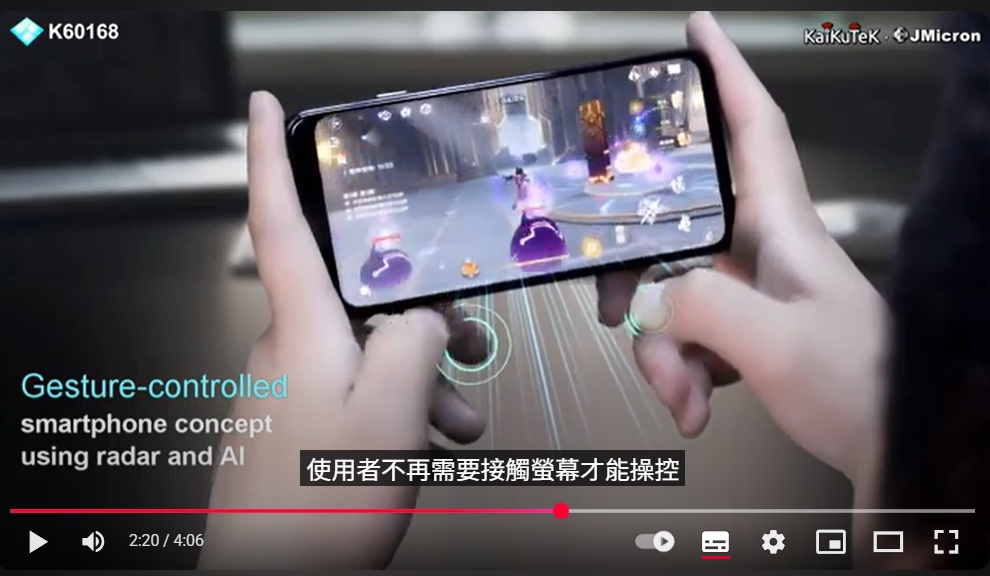 K60168
KaiKuTeK · JMicron
Gesture-controlled
smartphone concept
using radar and AI
使用者不再需要接觸螢幕才能操控
2:20 / 4:06